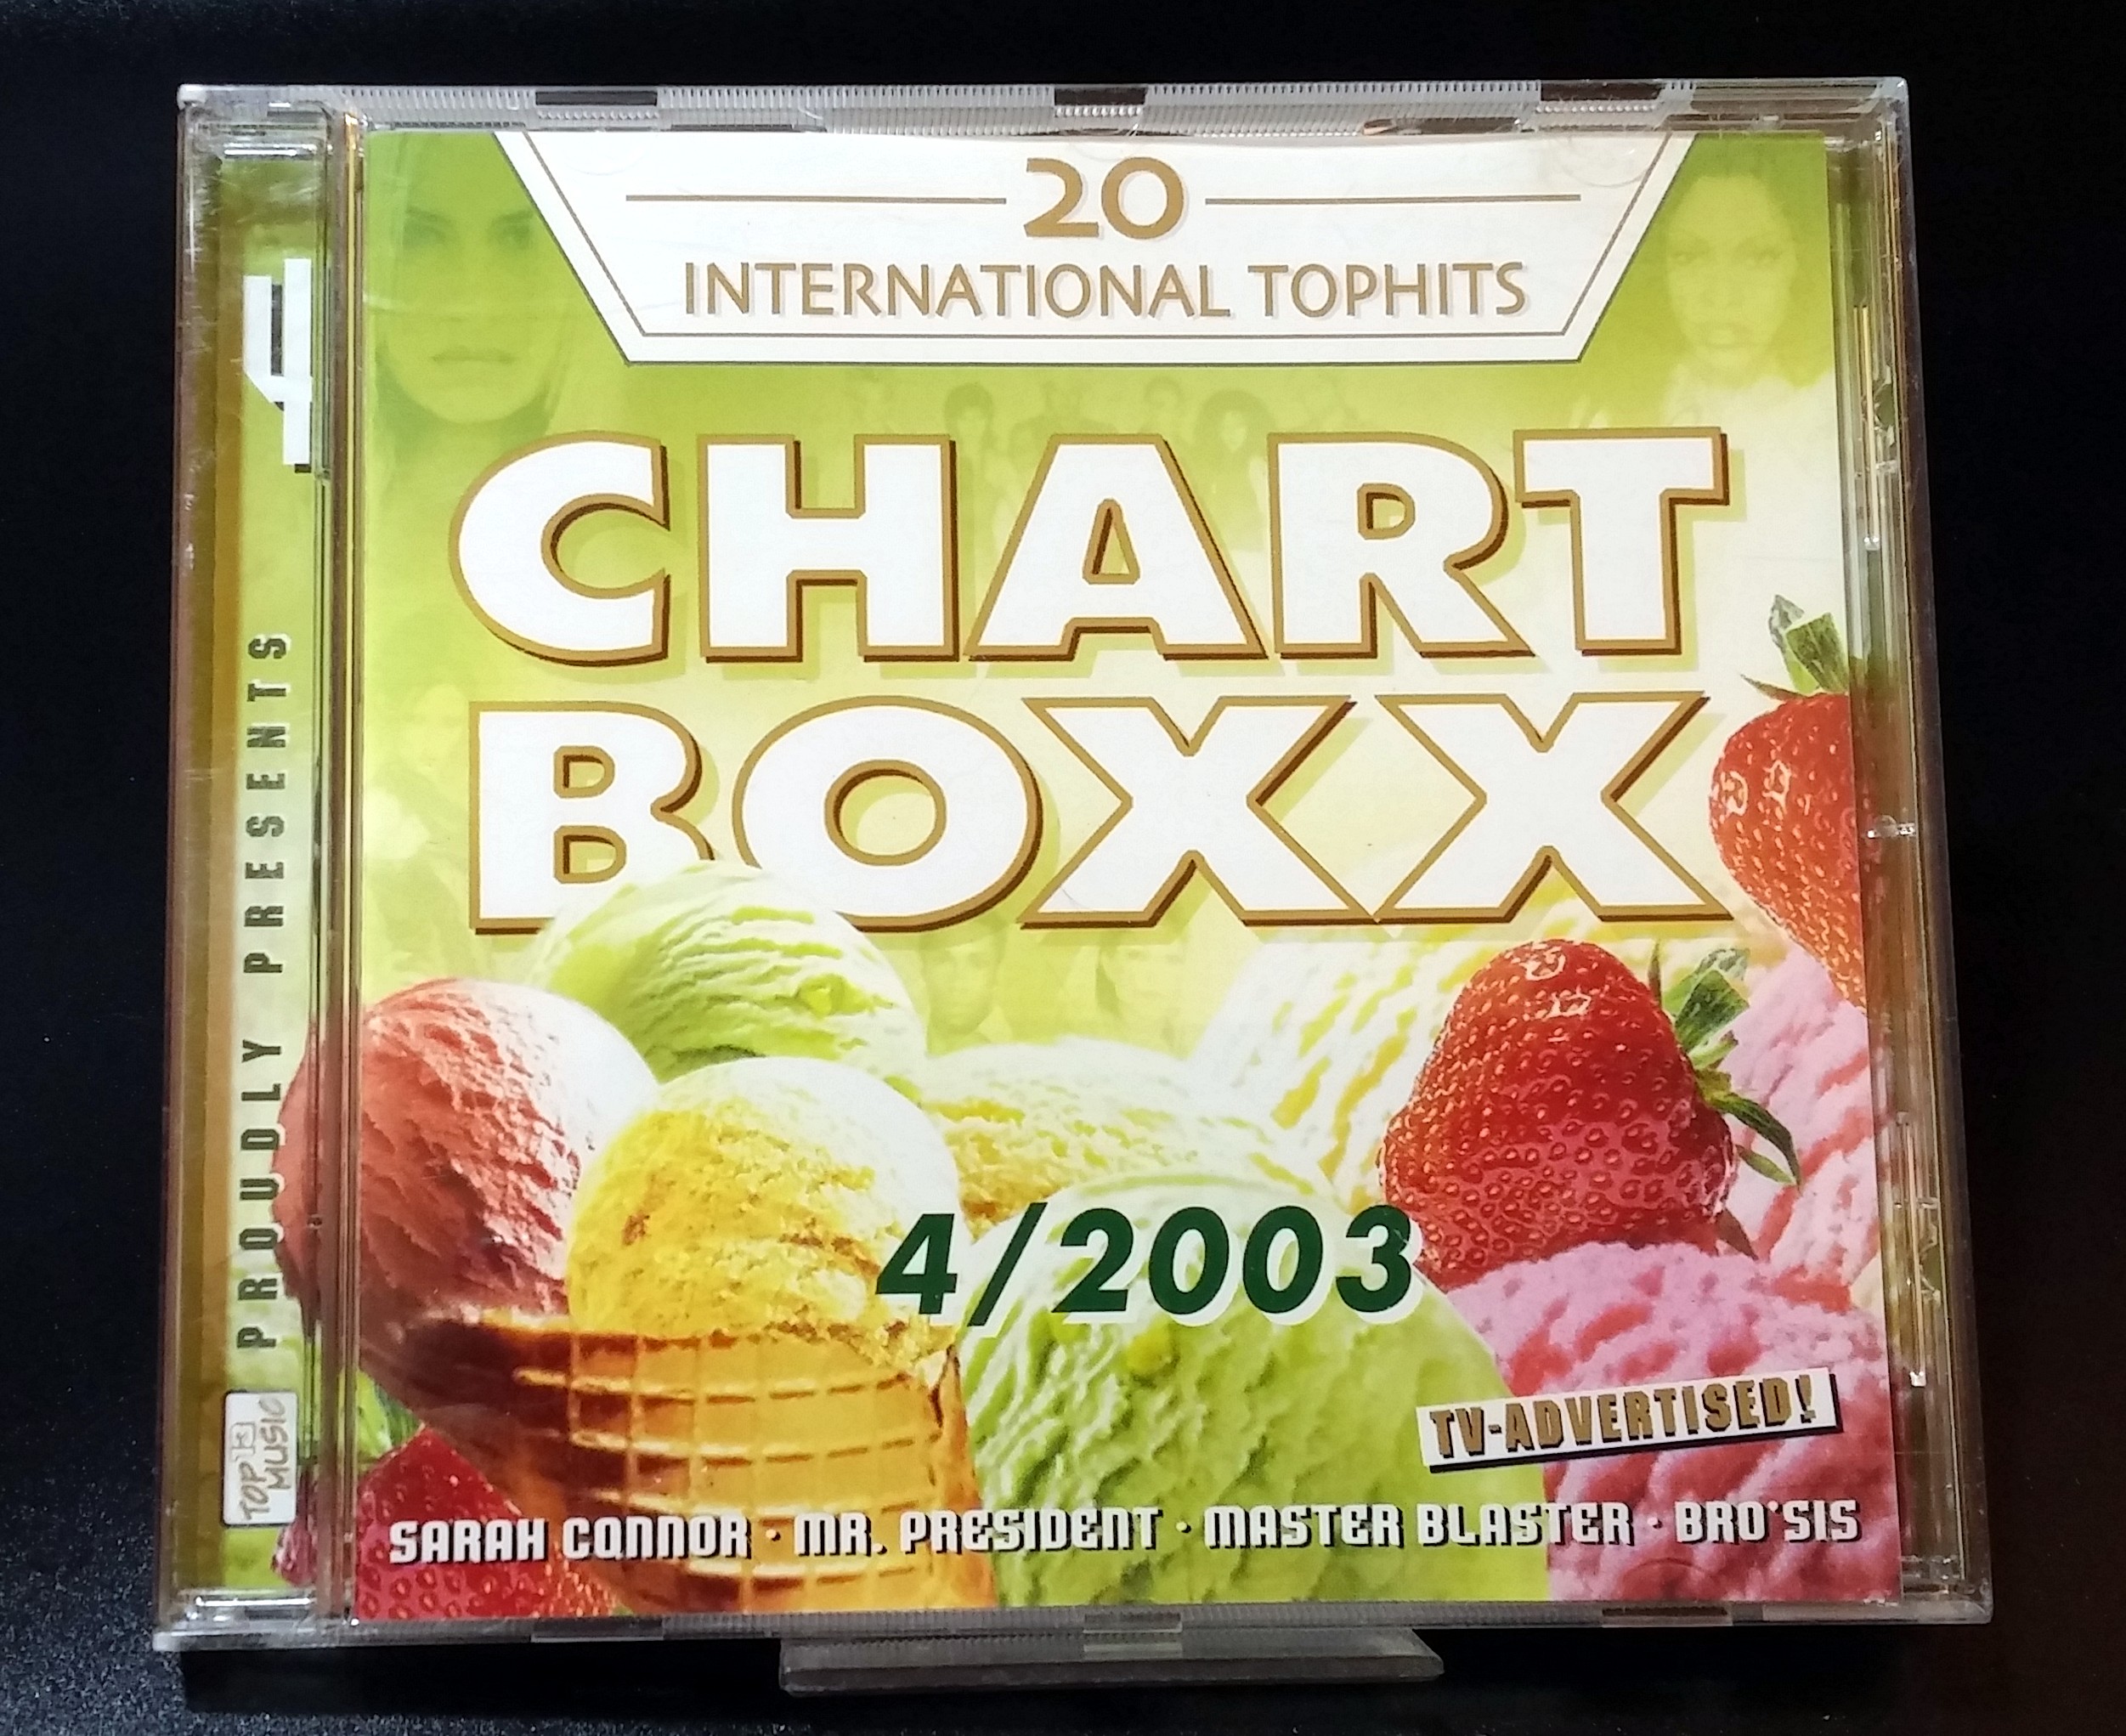 20
INTERNATIONAL TOPHITS
CHART
BOXX
4/2003
TV-ADVERTISED!
SARAH CONNOR · MR. PRESIDENT · MASTER BLASTER · BRO'SIS
4
PROUDLY PRESENTS
TOP 13
MUSIC